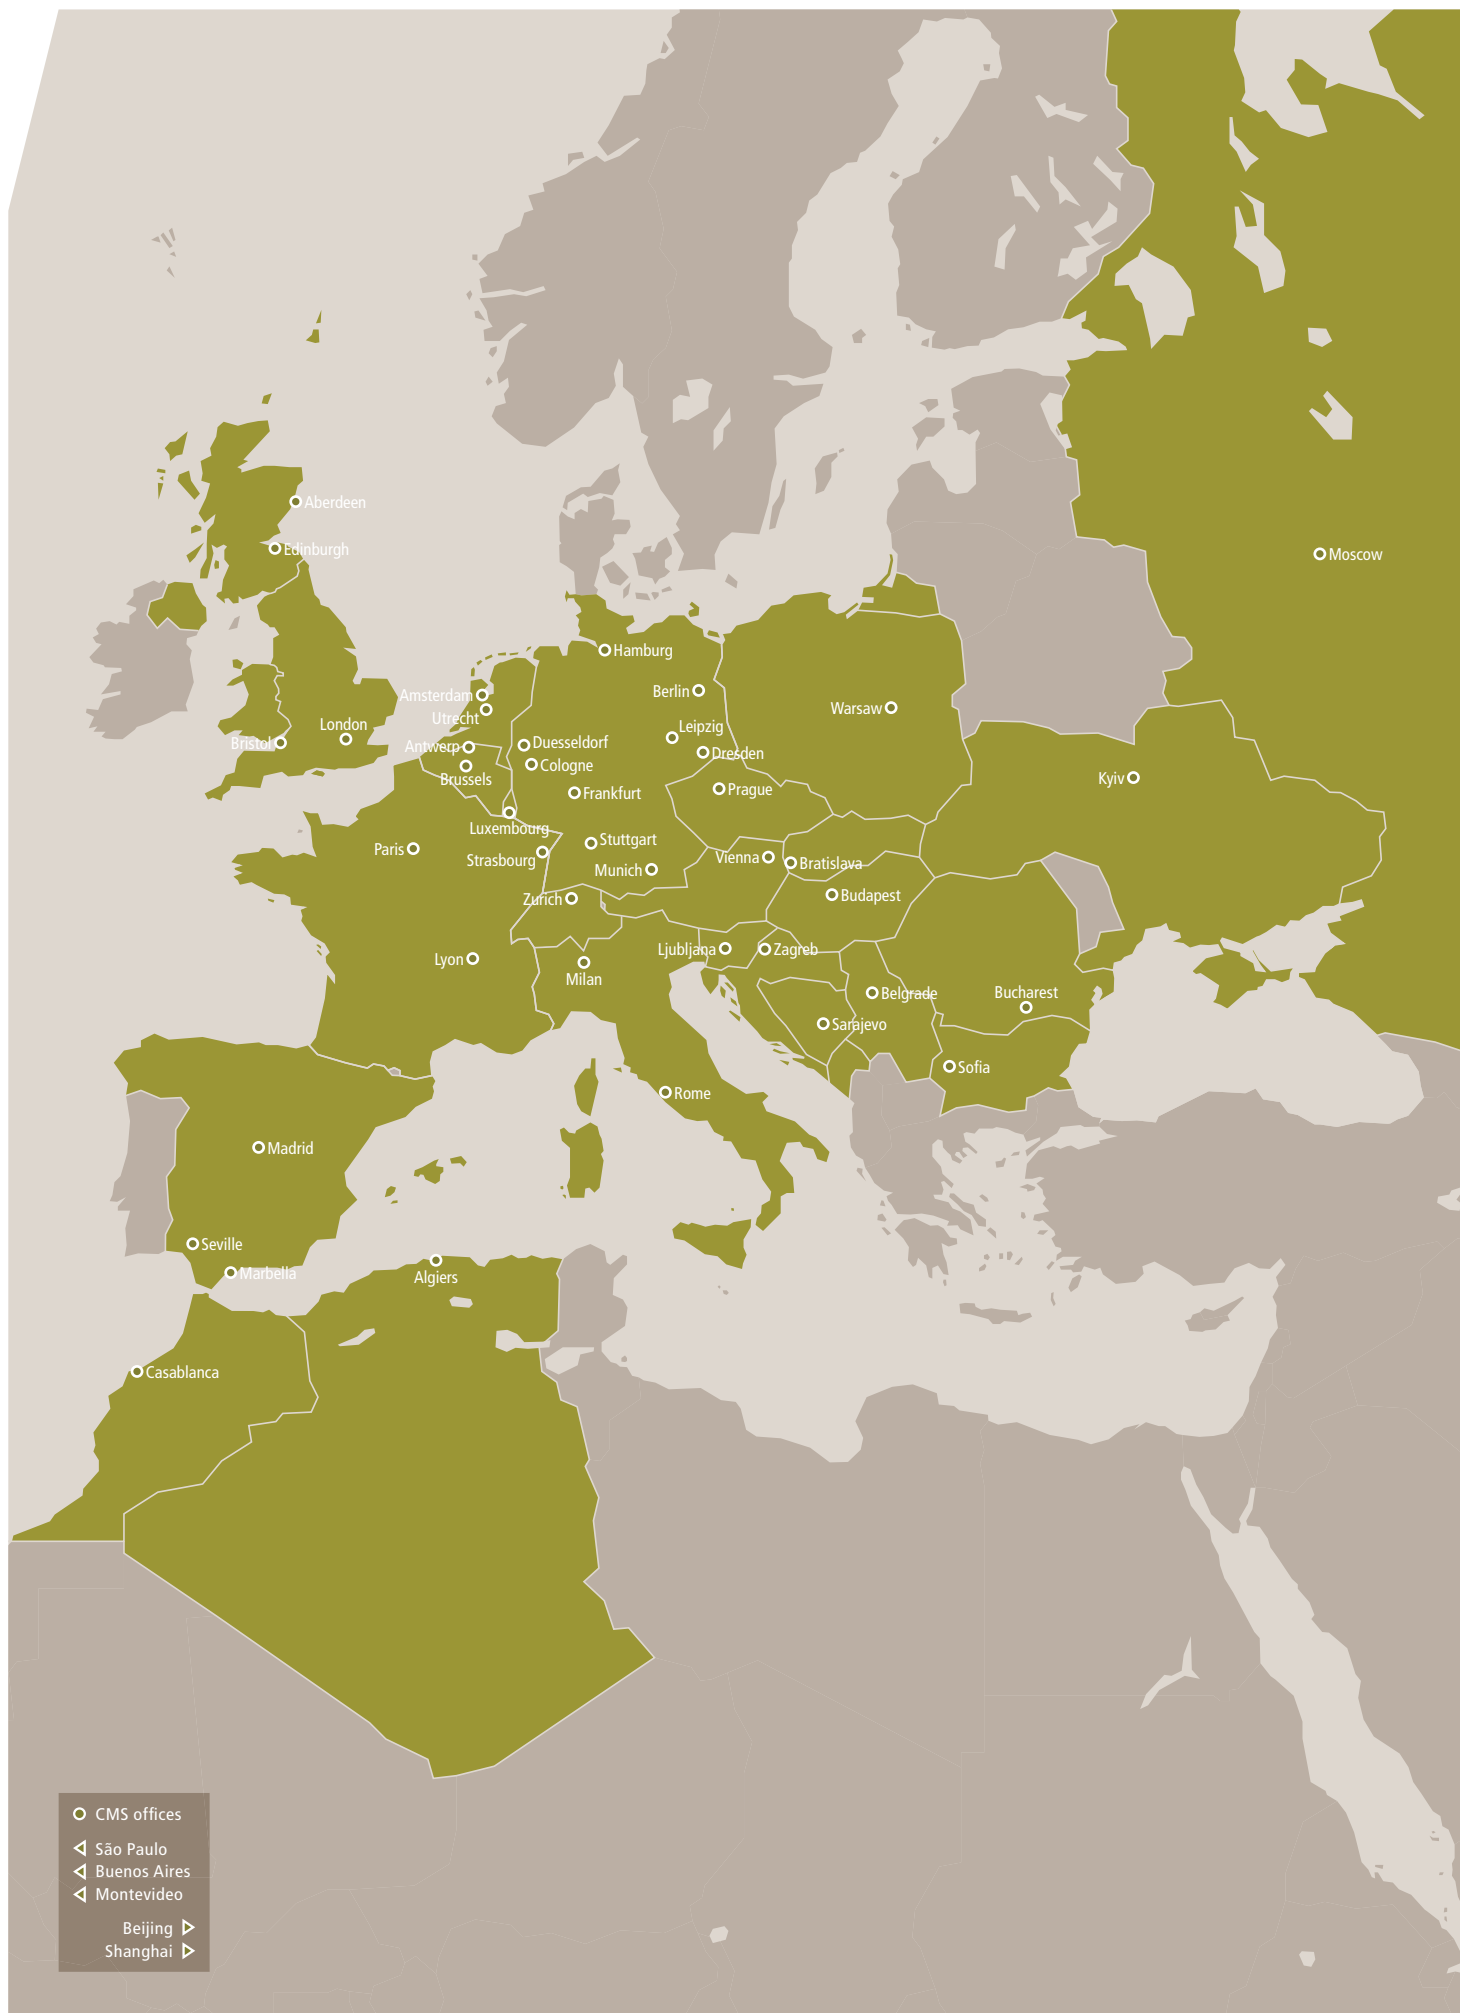 Aberdeen
Edinburgh
Moscow
Hamburg
Berlin
Amsterdam
Utrecht
Warsaw
London
Leipzig
Bristol
Duesseldorf
Antwerp
Dresden
Cologne
Brussels
Kyiv
Prague
Frankfurt
Luxembourg
Stuttgart
Paris
Strasbourg
Vienna
Bratislava
Munich
Budapest
Zurich
Ljubljana
Zagreb
Lyon
Milan
Belgrade
Bucharest
Sarajevo
Sofia
Rome
Madrid
Seville
Marbella
Algiers
Casablanca
CMS offices
São Paulo
Buenos Aires
Montevideo
Beijing
Shanghai